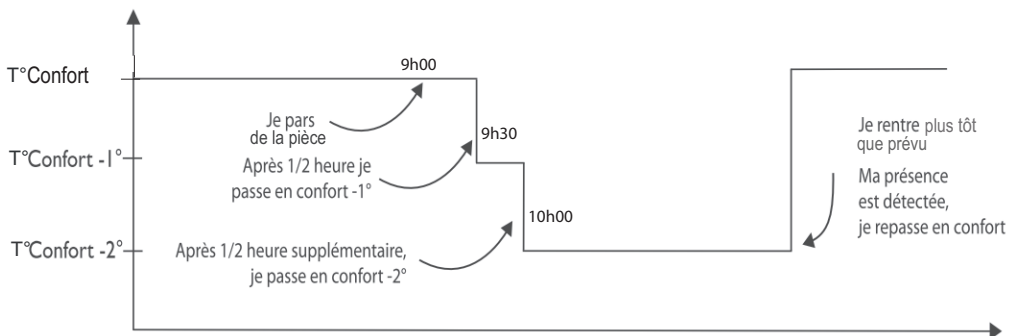 T°Confort
9h00
Je pars
de la pièce
9h30
T°Confort -1°
Après 1/2 heure je
passe en confort -1°
10h00
T°Confort -2°
Après 1/2 heure supplémentaire,
je passe en confort -2°
Je rentre plus tôt
que prévu
Ma présence
est détectée,
je repasse en confort